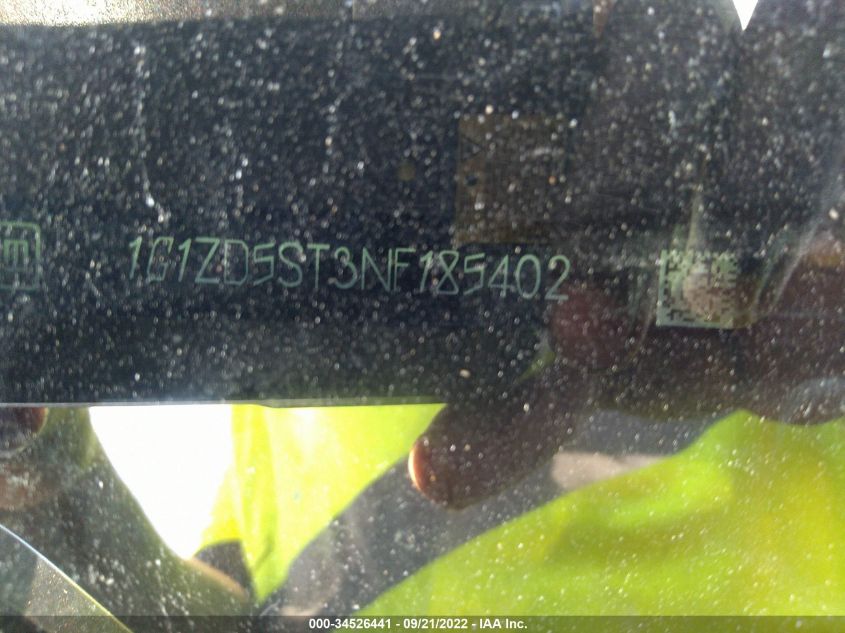 m
1G1ZD5ST3NF185402
000-34526441 - 09/21/2022 - IAA Inc.